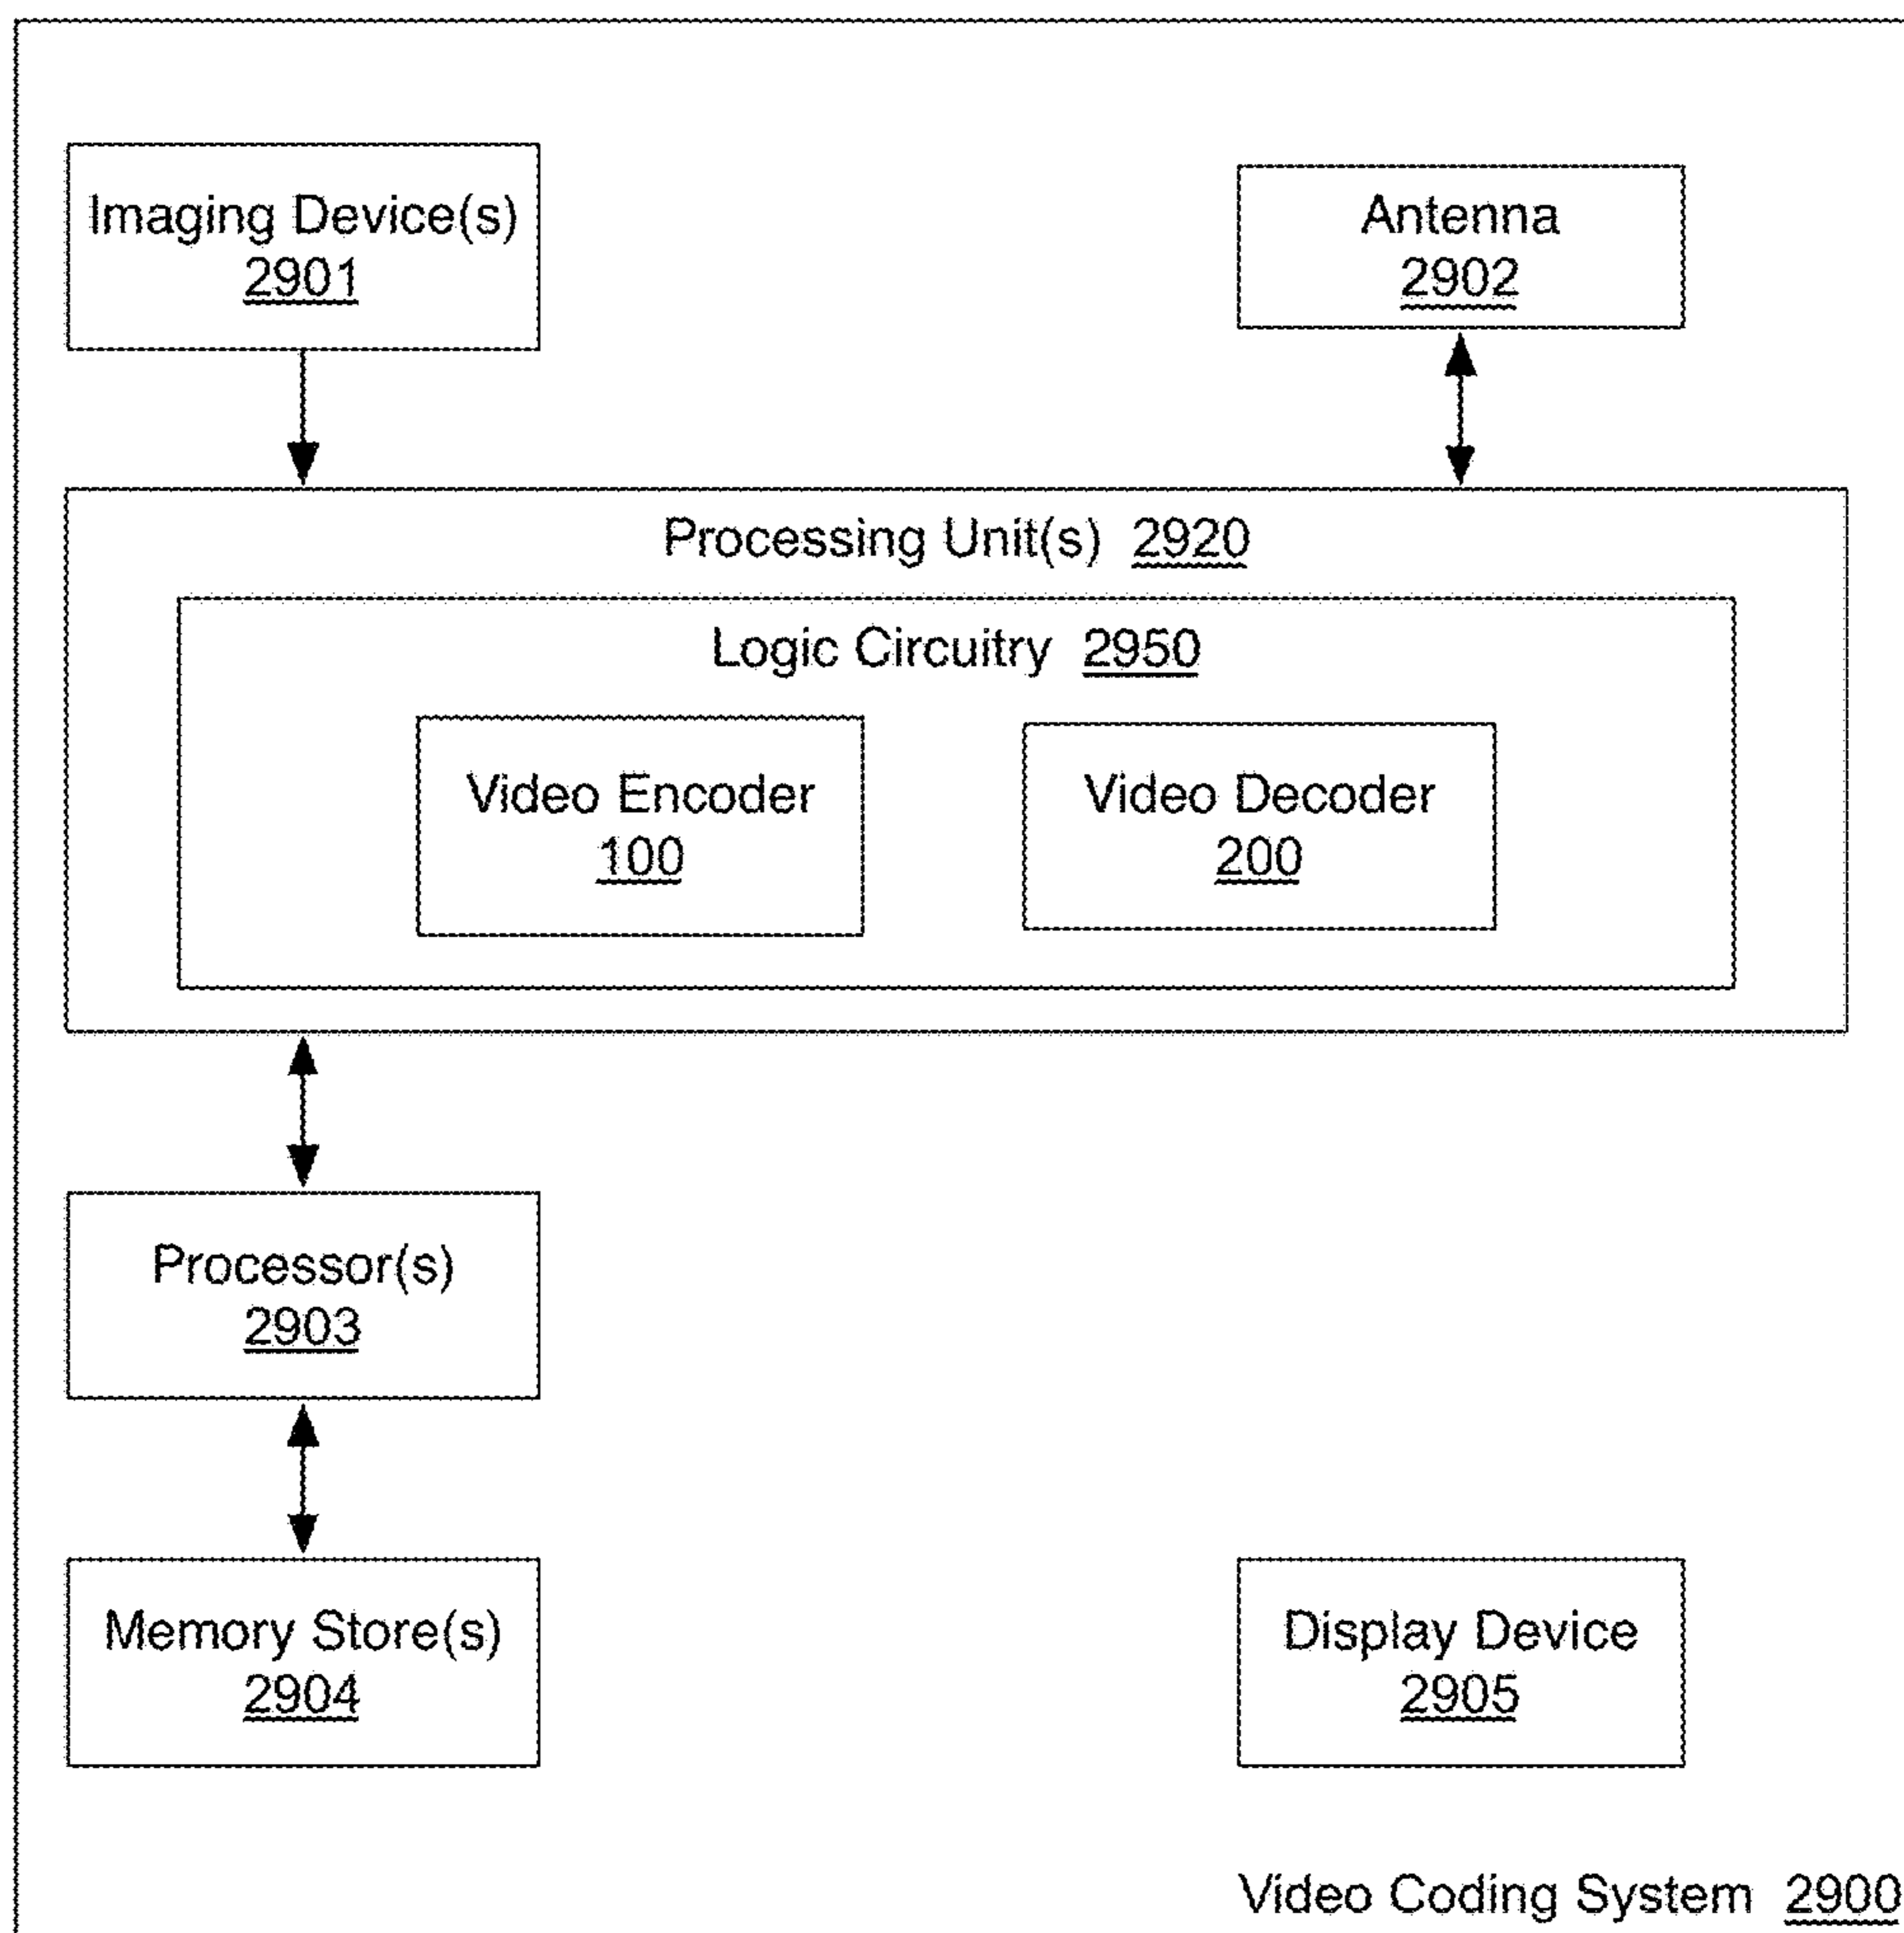 Imaging Device(s)
2901
Antenna
2902
Processing Unit(s) 2920
Logic Circuitry 2950
Video Encoder
100
Video Decoder
200
Processor(s)
2903
Memory Store(s)
2904
Display Device
2905
Video Coding System 2900